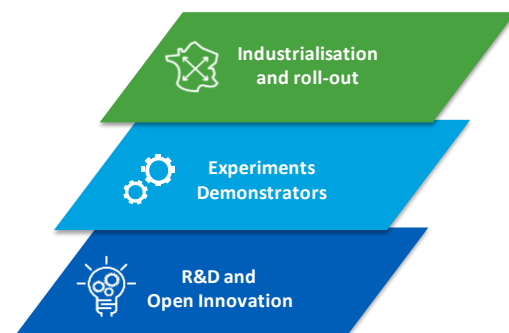 Industrialisation
and roll-out
Experiments
Demonstrators
R&D and
Open Innovation